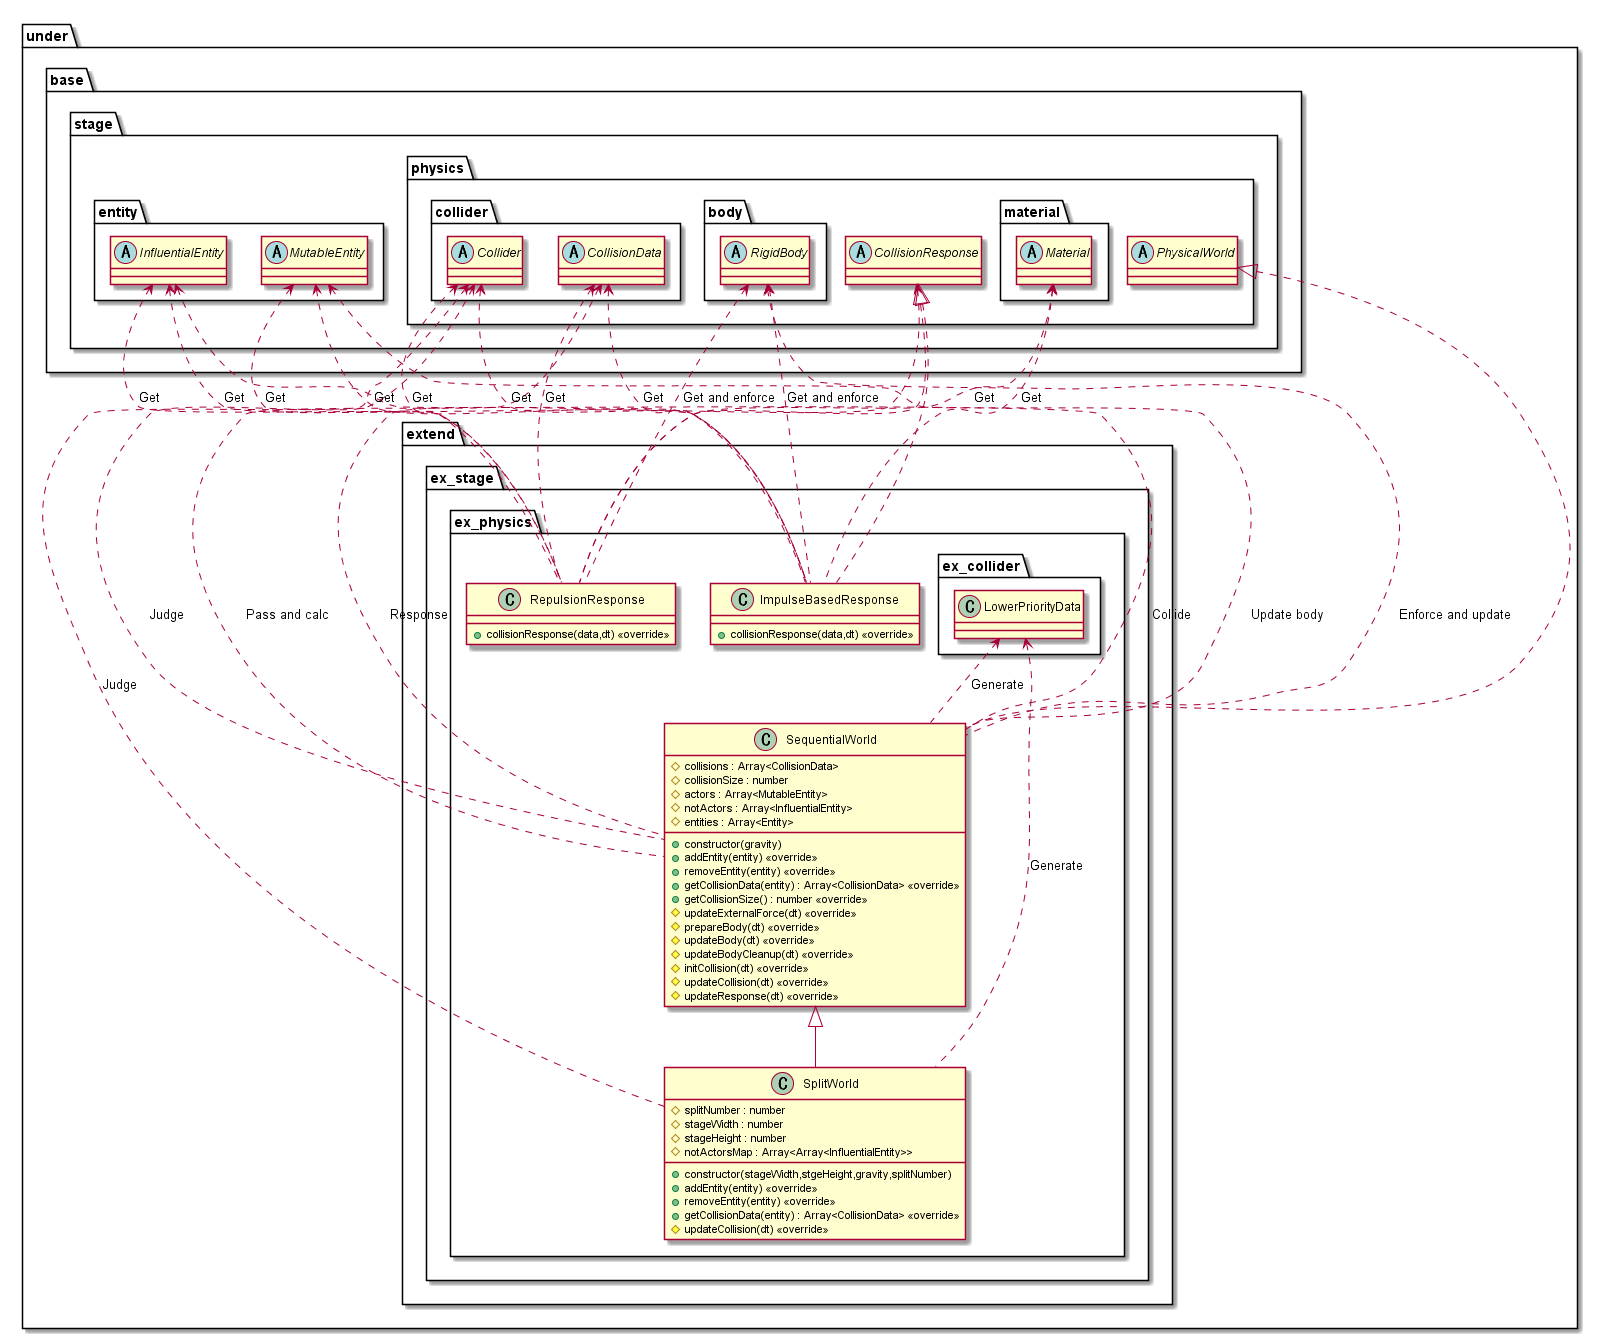 under
base
stage
physics
entity
collider
body
material
A InfluentialEntity
A MutableEntity
A Collider
A CollisionData
A RigidBody
A CollisionResponse
A Material
A PhysicalWorld
Get
Get
Get
Get
Get
Get
Get
Get
Get and enforce
Get and enforce
Get
Get
extend
ex_stage
ex_physics
ex_collider
C RepulsionResponse
collisionResponse(data,dt) «override»
C ImpulseBasedResponse
collisionResponse(data,dt) «override»
C LowerPriorityData
Judge
Pass and calc
Response
Collide
Update body
Enforce and update
Judge
Generate
C SequentialWorld
collisions : Array<CollisionData>
collisionSize : number
actors : Array<MutableEntity>
notActors : Array<InfluentialEntity>
entities : Array<Entity>
constructor(gravity)
addEntity(entity) «override»
removeEntity(entity) «override»
getCollisionData(entity) : Array<CollisionData> «override»
getCollisionSize() : number «override»
updateExternalForce(dt) «override»
prepareBody(dt) «override»
updateBody(dt) «override»
updateBodyCleanup(dt) «override»
initCollision(dt) «override»
updateCollision(dt) «override»
updateResponse(dt) «override»
Generate
C SplitWorld
splitNumber : number
stageWidth : number
stageHeight : number
notActorsMap : Array<Array<InfluentialEntity>>
constructor(stageWidth,stgeHeight,gravity,splitNumber)
addEntity(entity) «override»
removeEntity(entity) «override»
getCollisionData(entity) : Array<CollisionData> «override»
updateCollision(dt) «override»